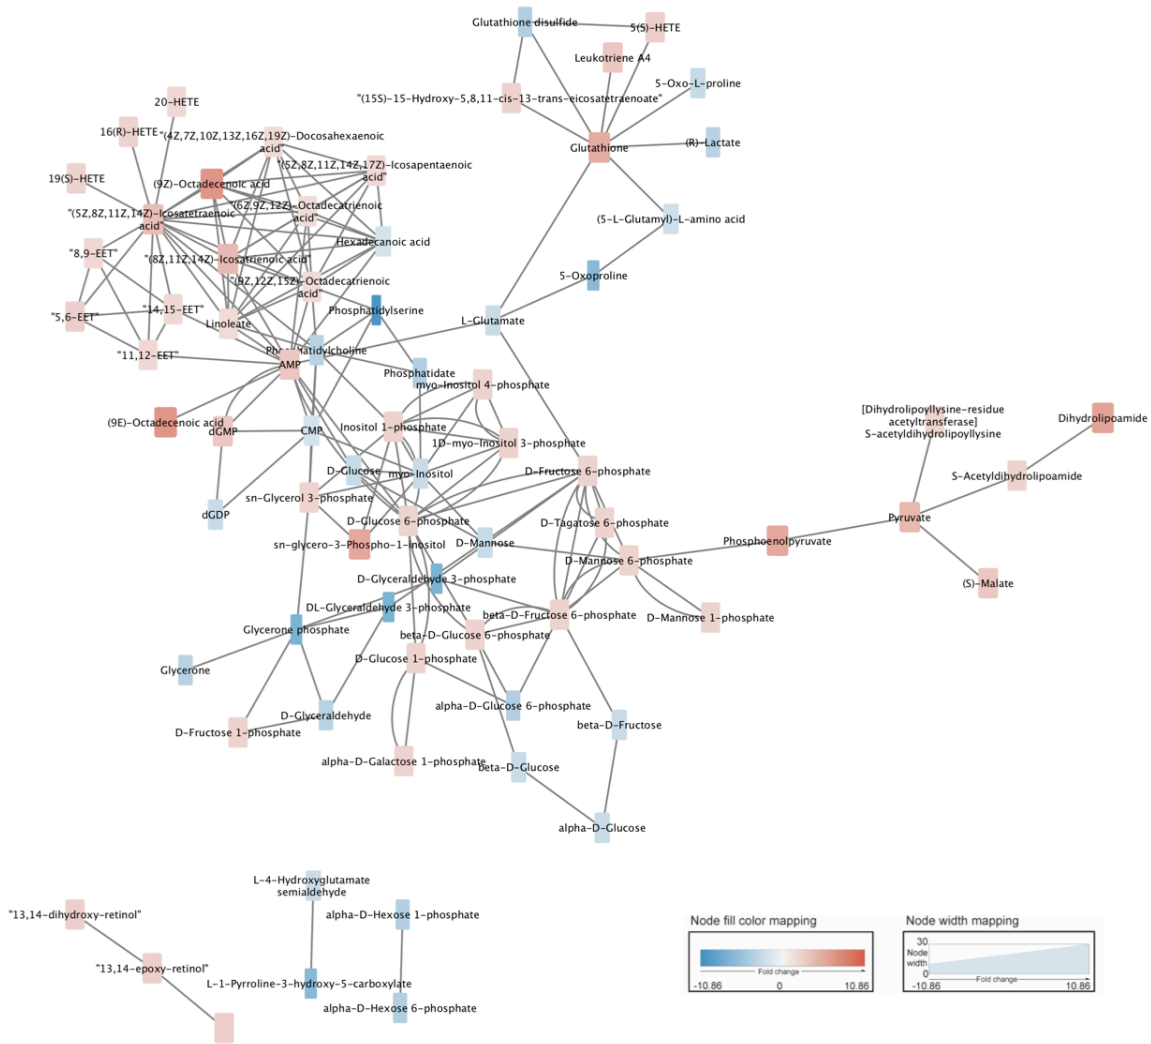 Glutathione disulfide
5(S)-HETE
Leukotriene A4
5-Oxo-L-proline
"(15S)-15-Hydroxy-5,8,11-cis-13-trans-eicosatetraenoate"
20-HETE
16(R)-HETE
"(4Z,7Z,10Z,13Z,16Z,19Z)-Docosahexaenoic
acid"
(R)-Lactate
Glutathione
"(5Z,8Z,11Z,14Z,17Z)-Icosapentaenoic
acid"
19(S)-HETE
(9Z)-Octadecenoic acid
"(6Z,9Z,12Z)-Octadecatrienoic
acid"
"(5Z,8Z,11Z,14Z)-Icosatetraenoic
acid"
(5-L-Glutamyl)-L-amino acid
Hexadecanoic acid
"8,9-EET"
"(8Z,11Z,14Z)-Icosatrienoic acid"
5-Oxoproline
"(9Z,12Z,15Z)-Octadecatrienoic
acid"
"5,6-EET"
"14,15-EET"
Phosphatidylserine
Linoleate
L-Glutamate
"11,12-EET"
Phosphatidylcholine
AMP
Phosphatidate
myo-Inositol 4-phosphate
[Dihydrolipoyllysine-residue
acetyltransferase]
S-acetyldihydrolipoyllysine
Dihydrolipoamide
(9E)-Octadecenoic acid
dGMP
CMP
Inositol 1-phosphate
1D-myo-Inositol 3-phosphate
D-Glucose
myo-Inositol
D-Fructose 6-phosphate
S-Acetyldihydrolipoamide
sn-Glycerol 3-phosphate
dGDP
D-Glucose 6-phosphate
D-Tagatose 6-phosphate
Pyruvate
sn-glycero-3-Phospho-1-inositol
D-Mannose
Phosphoenolpyruvate
D-Mannose 6-phosphate
D-Glyceraldehyde 3-phosphate
(S)-Malate
DL-Glyceraldehyde 3-phosphate
beta-D-Fructose 6-phosphate
D-Mannose 1-phosphate
Glycerone phosphate
beta-D-Glucose 6-phosphate
D-Glucose 1-phosphate
Glycerone
alpha-D-Glucose 6-phosphate
D-Glyceraldehyde
beta-D-Fructose
D-Fructose 1-phosphate
alpha-D-Galactose 1-phosphate
beta-D-Glucose
alpha-D-Glucose
L-4-Hydroxyglutamate
semialdehyde
"13,14-dihydroxy-retinol"
alpha-D-Hexose 1-phosphate
"13,14-epoxy-retinol"
L-1-Pyrroline-3-hydroxy-5-carboxylate
alpha-D-Hexose 6-phosphate
Node fill color mapping
Fold change
-10.86 0 10.86
Node width mapping
30
Node
width
0
Fold change
-10.86 10.86